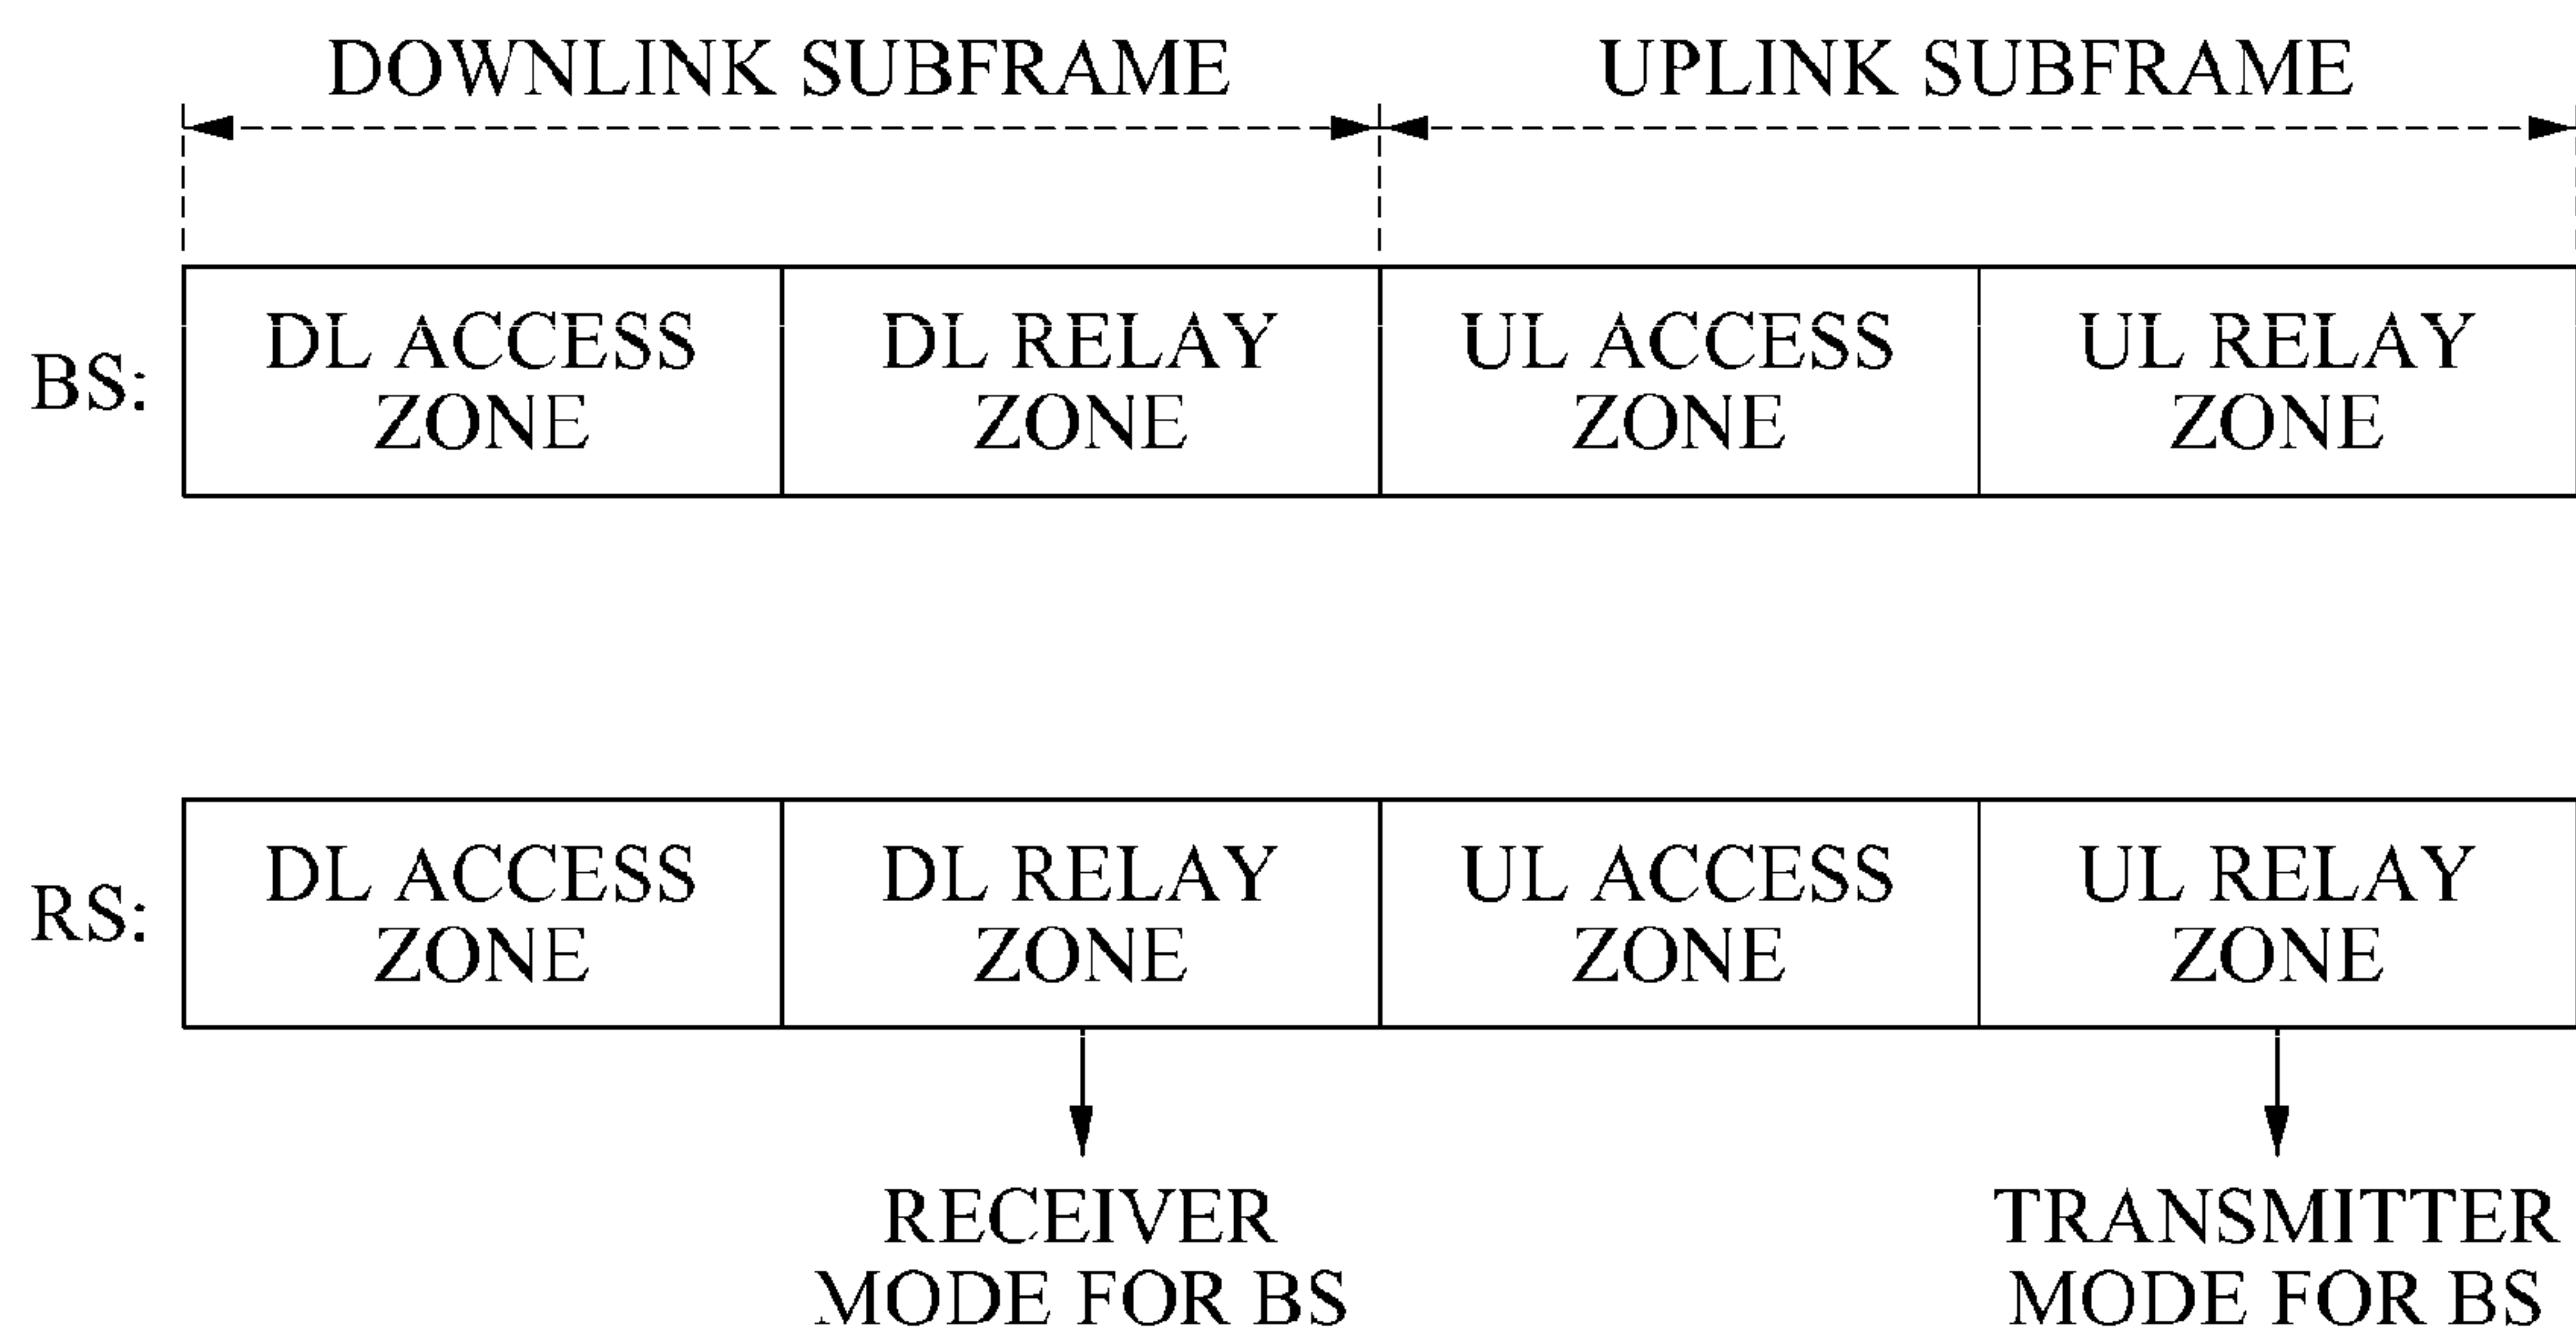 DOWNLINK SUBFRAME UPLINK SUBFRAME
BS:
DL ACCESS
ZONE
DL RELAY
ZONE
UL ACCESS
ZONE
UL RELAY
ZONE
RS:
DL ACCESS
ZONE
DL RELAY
ZONE
UL ACCESS
ZONE
UL RELAY
ZONE
RECEIVER
MODE FOR BS
TRANSMITTER
MODE FOR BS